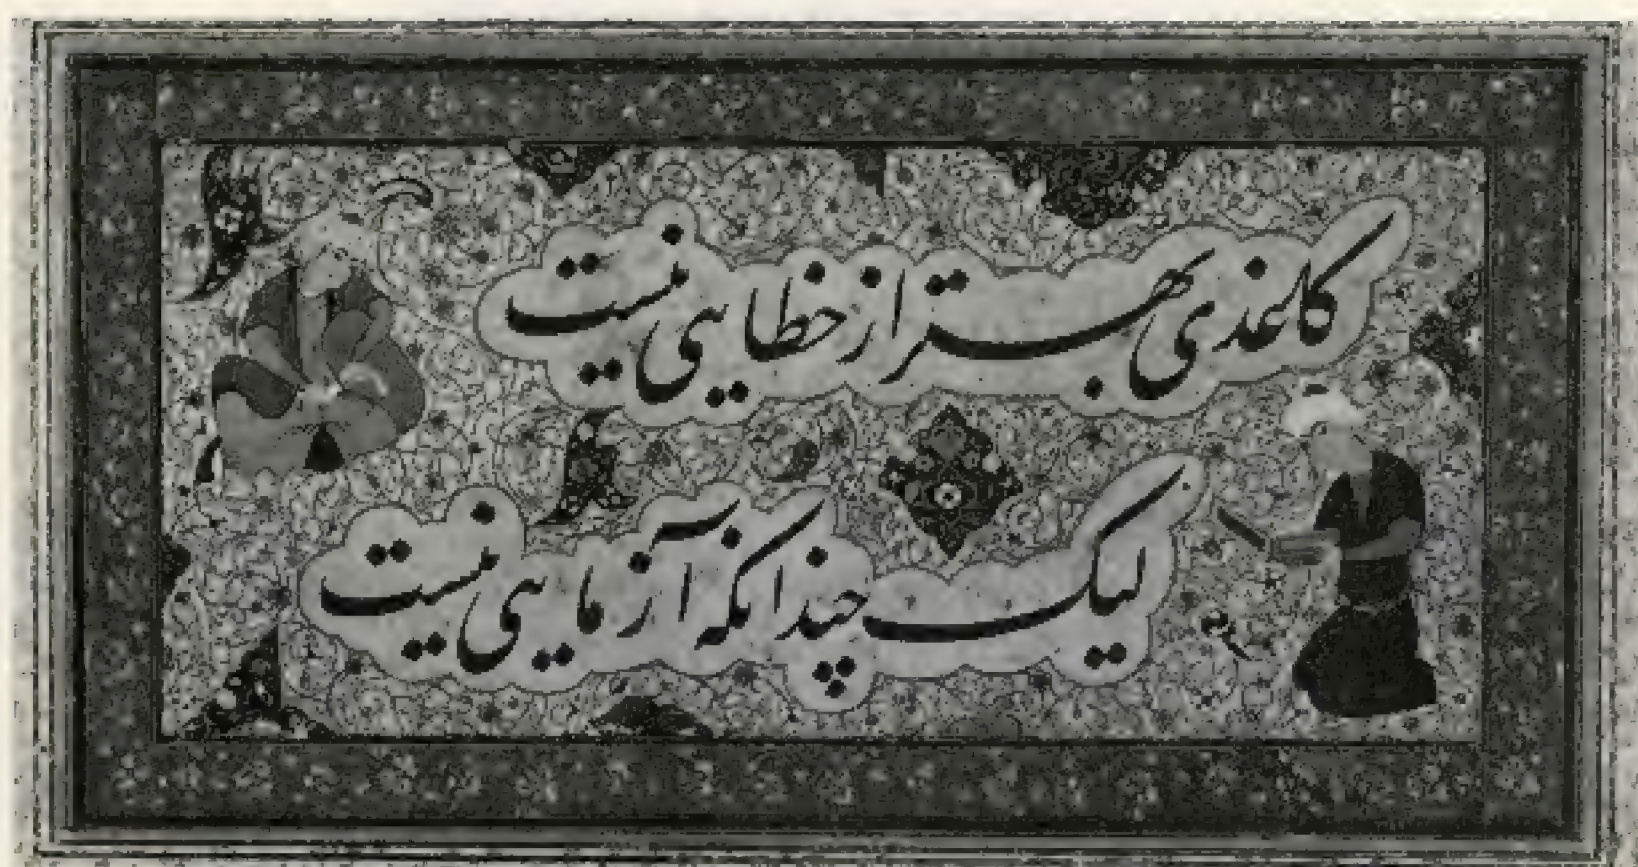 کاغذی بهتر از خطایی نیست
لیک چندانکه آزمایی نیست